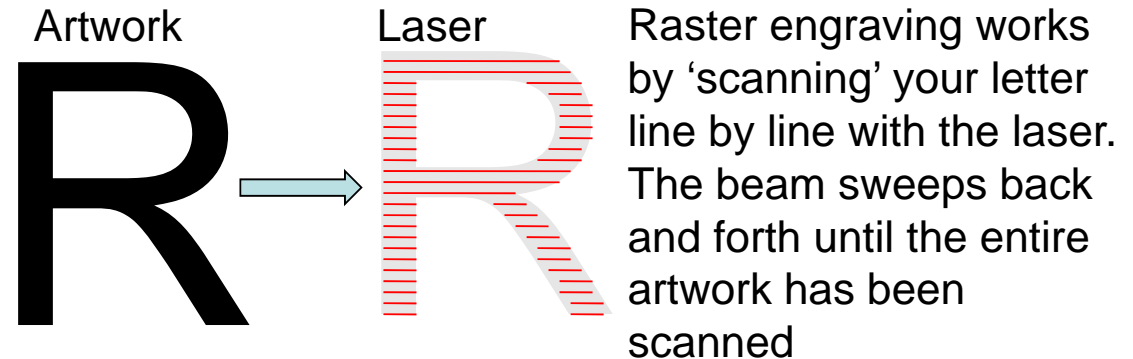 Artwork
R
Laser
R
Raster engraving works
by ‘scanning’ your letter
line by line with the laser.
The beam sweeps back
and forth until the entire
artwork has been
scanned